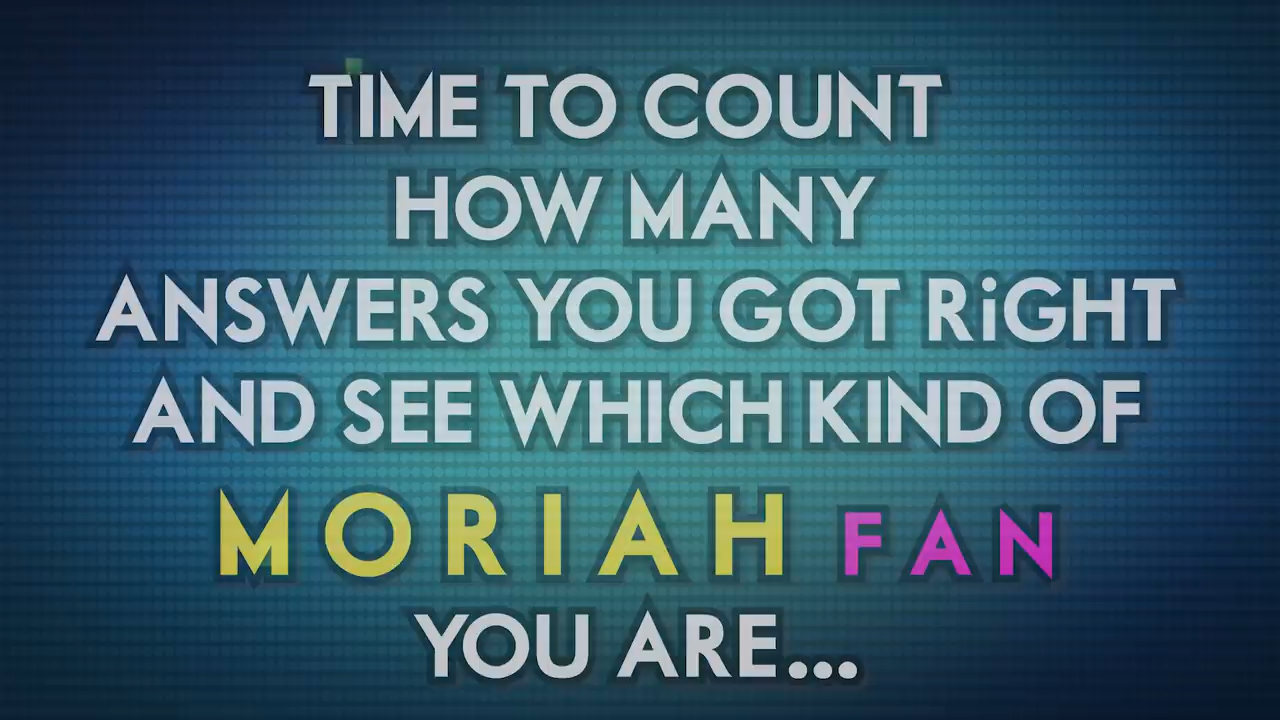 TIME TO COUNT
HOW MANY
ANSWERS YOU GOT RiGHT
AND SEE WHICH KIND OF
MORIAH FAN
YOU ARE...